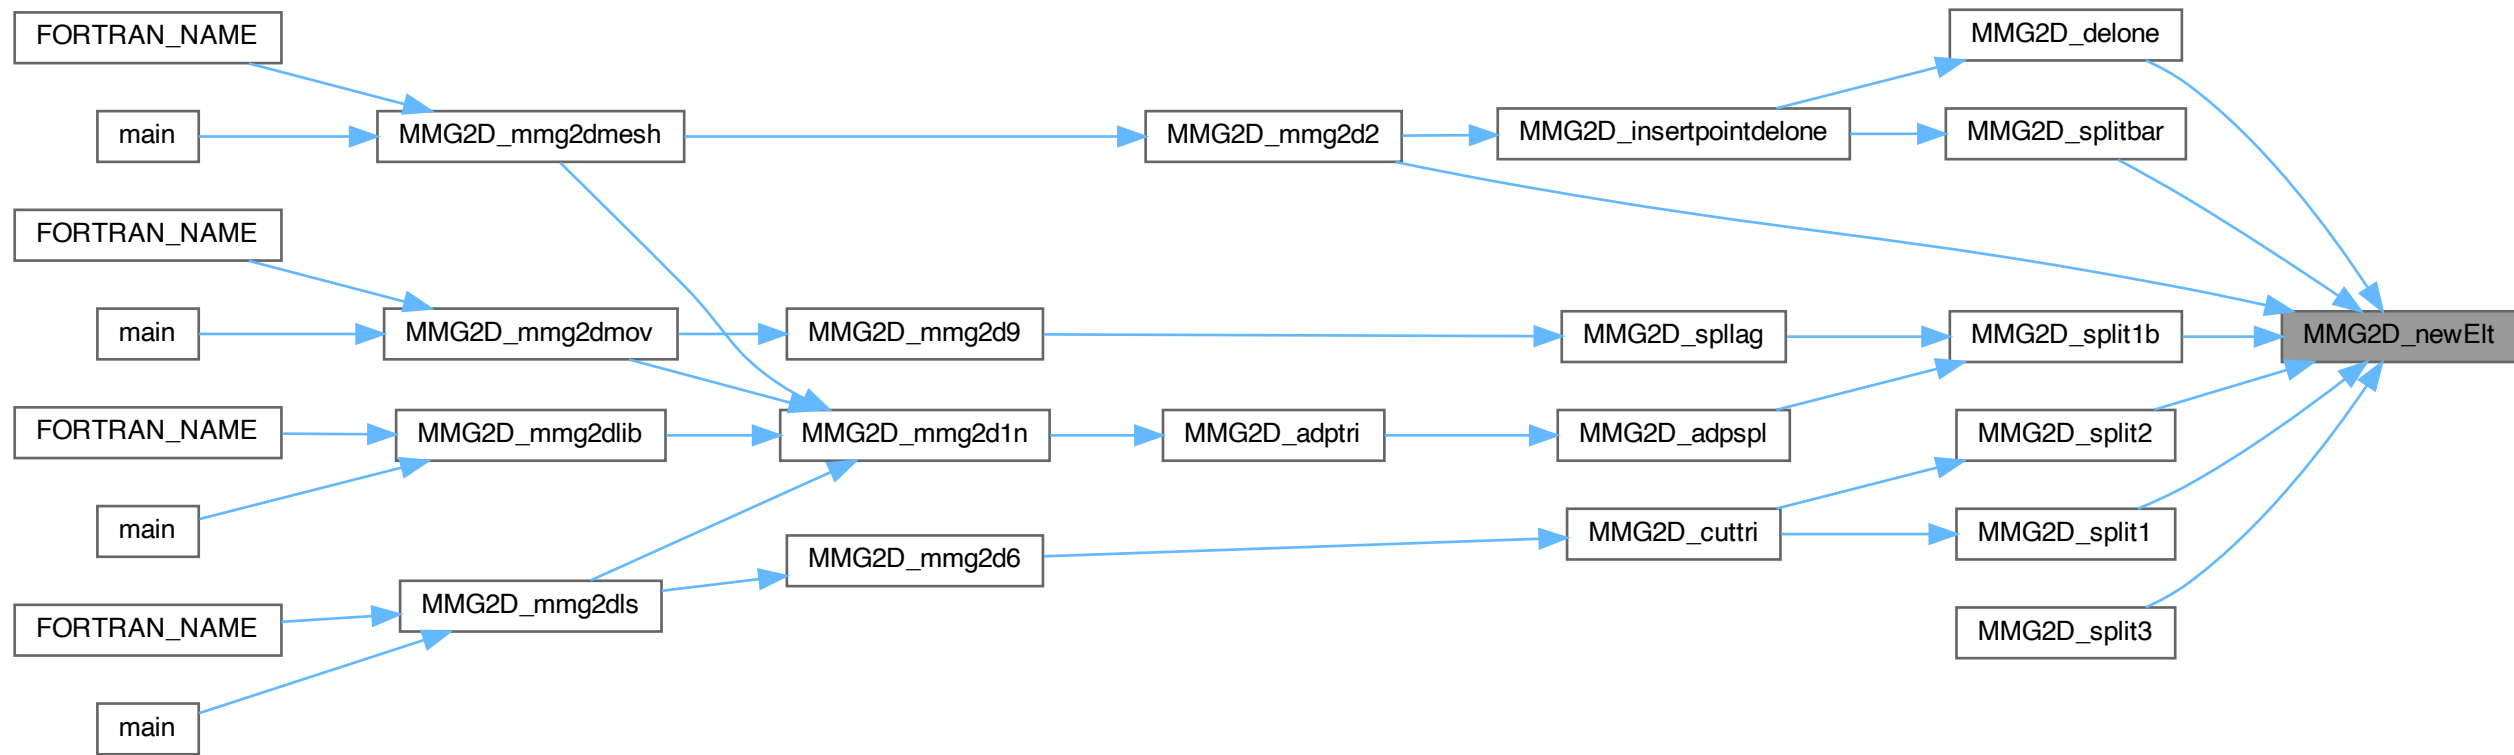 FORTRAN_NAME
MMG2D_delone
main
MMG2D_mmg2dmesh
MMG2D_mmg2d2
MMG2D_insertpointdelone
MMG2D_splitbar
FORTRAN_NAME
main
MMG2D_mmg2dmov
MMG2D_mmg2d9
MMG2D_spllag
MMG2D_split1b
MMG2D_newElt
FORTRAN_NAME
MMG2D_mmg2dlib
MMG2D_mmg2d1n
MMG2D_adptri
MMG2D_adpspl
MMG2D_split2
main
MMG2D_mmg2d6
MMG2D_cuttri
MMG2D_split1
FORTRAN_NAME
MMG2D_mmg2dls
MMG2D_split3
main